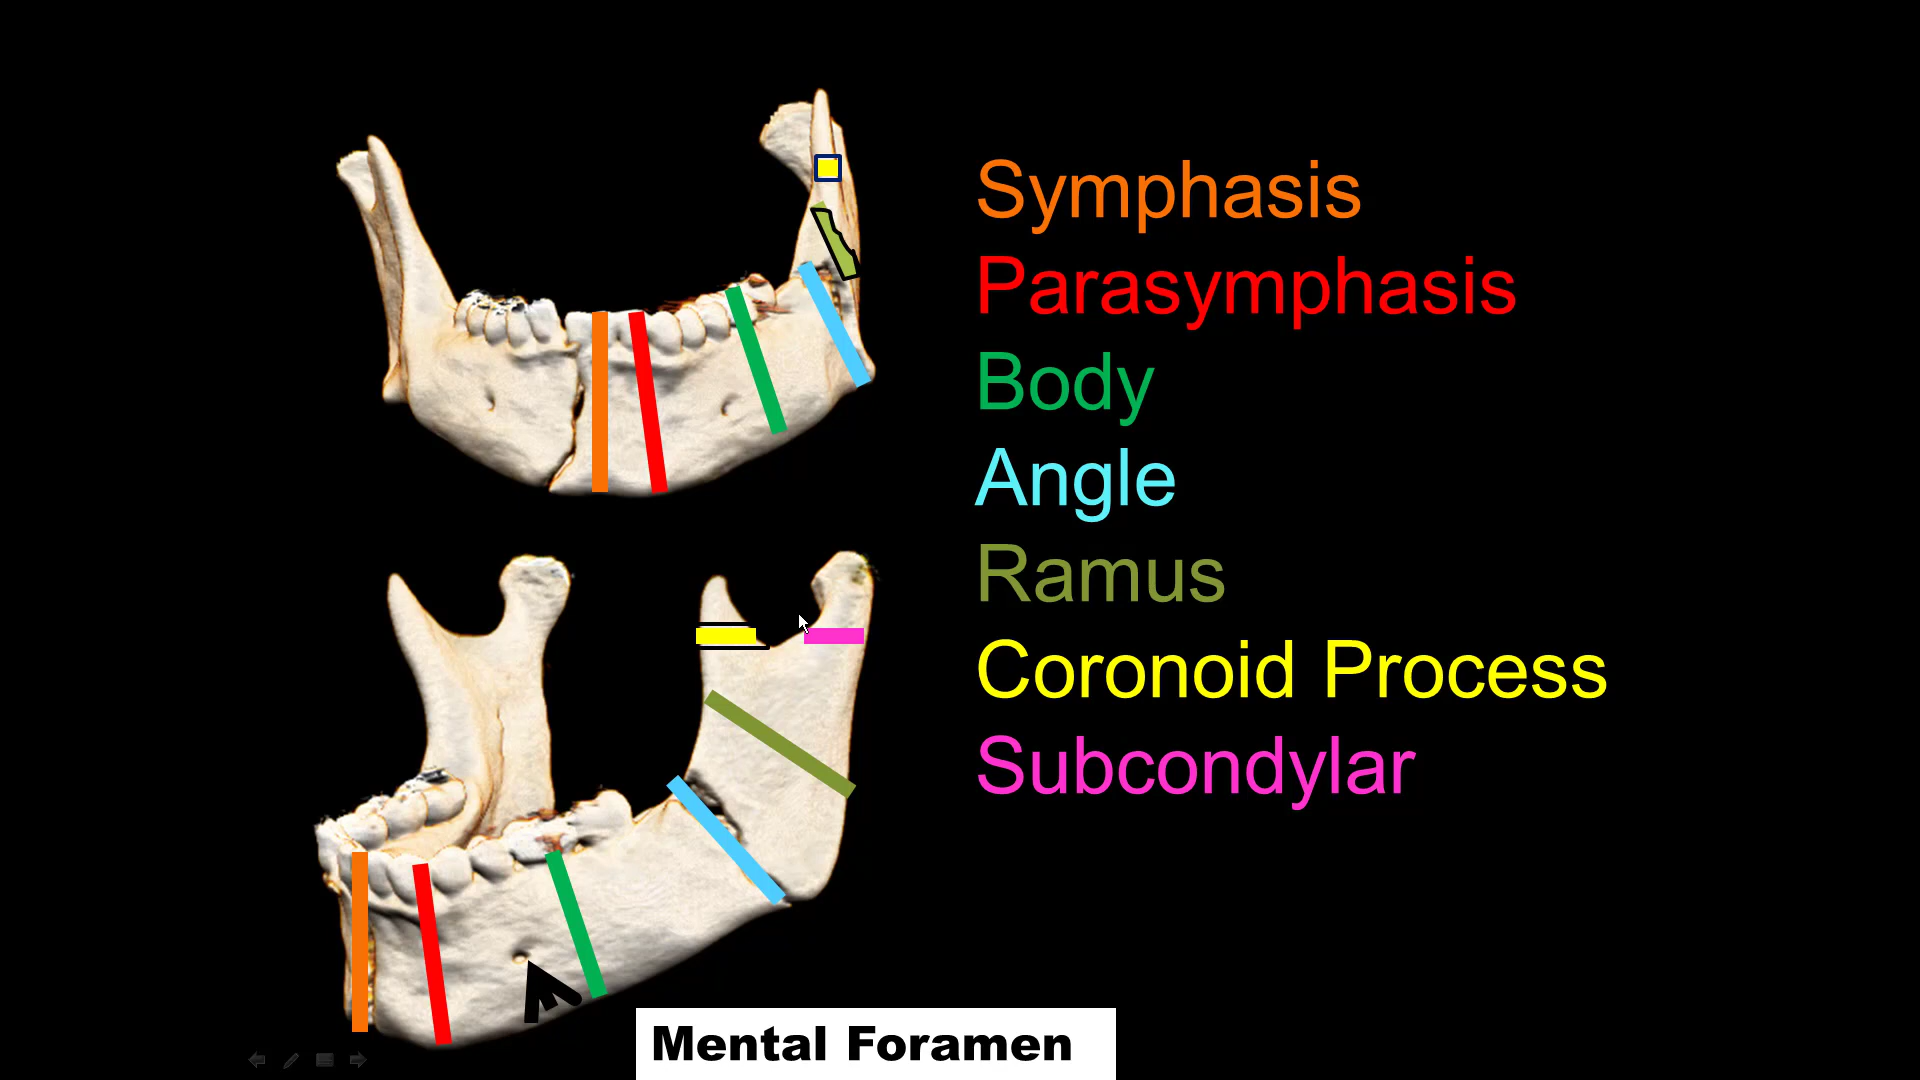 Symphasis
Parasymphasis
Body
Angle
Ramus
Coronoid Process
Subcondylar
Mental Foramen